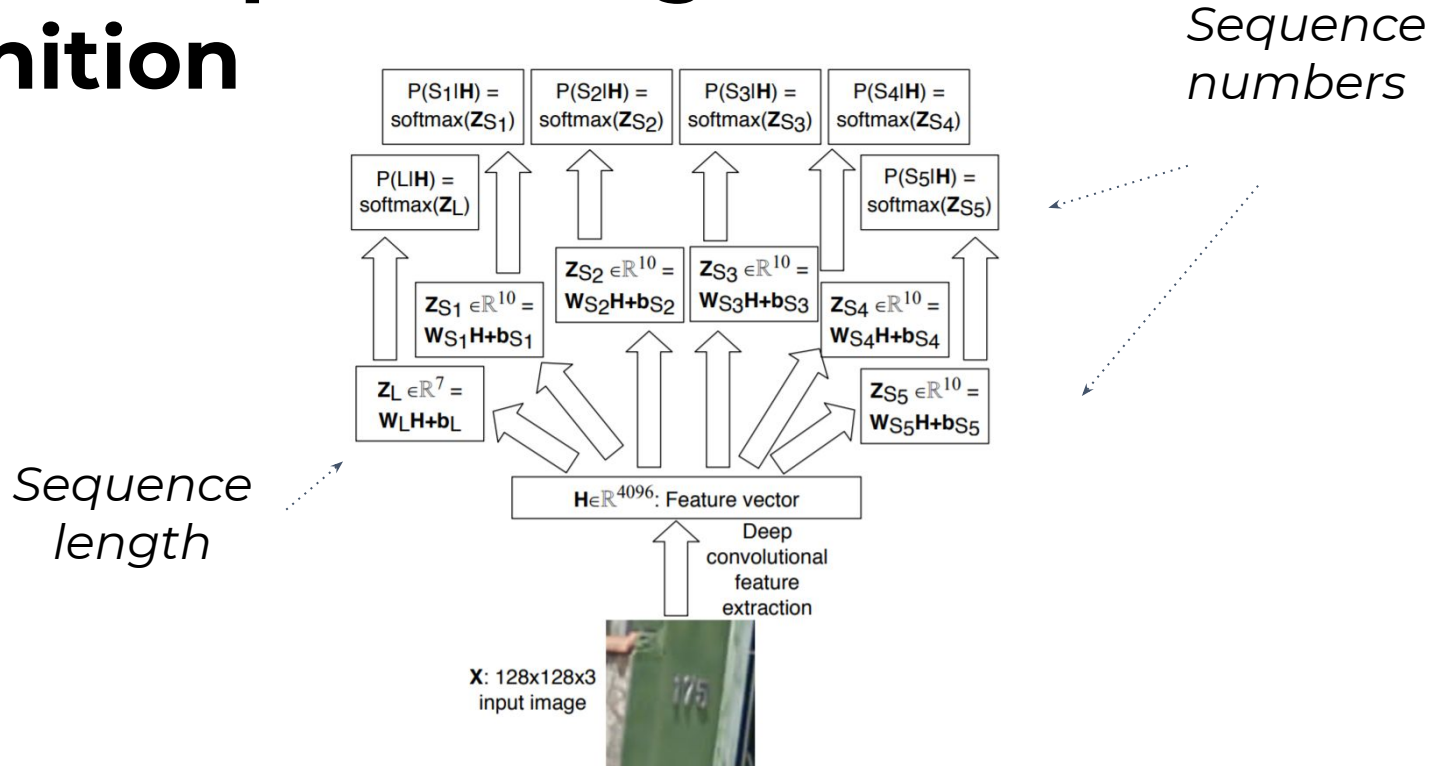 nition
Sequence
numbers
P(S1|H) =
softmax(ZS1)
P(S2|H) =
softmax(ZS2)
P(S3|H) =
softmax(ZS3)
P(S4|H) =
softmax(ZS4)
P(L|H) =
softmax(ZL)
P(S5|H) =
softmax(ZS5)
ZS1 ∈ℝ¹⁰ =
WS1H+bS1
ZS2 ∈ℝ¹⁰ =
WS2H+bS2
ZS3 ∈ℝ¹⁰ =
WS3H+bS3
ZS4 ∈ℝ¹⁰ =
WS4H+bS4
ZL ∈ℝ⁷ =
WLH+bL
ZS5 ∈ℝ¹⁰ =
WS5H+bS5
Sequence
length
H∈ℝ⁴⁰⁹⁶: Feature vector
Deep
convolutional
feature
extraction
X: 128x128x3
input image
175